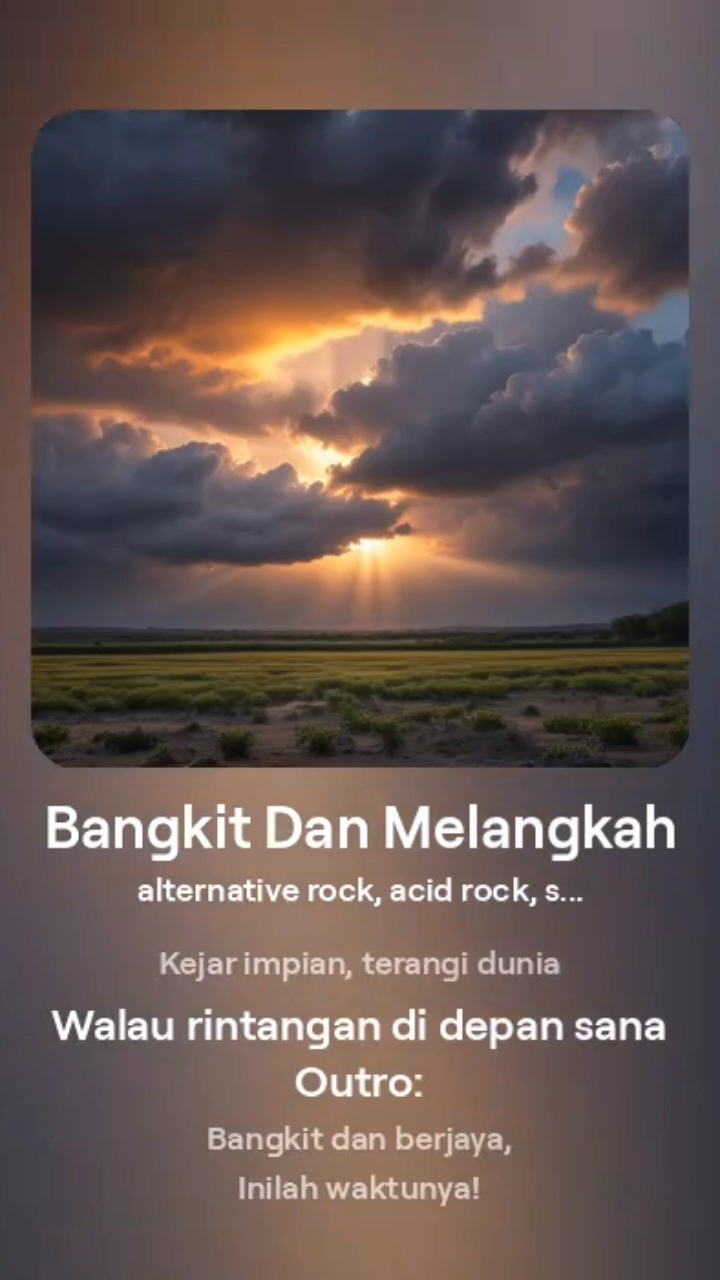 Bangkit Dan Melangkah
alternative rock, acid rock, s...
Kejar impian, terangi dunia
Walau rintangan di depan sana
Outro:
Bangkit dan berjaya,
Inilah waktunya!